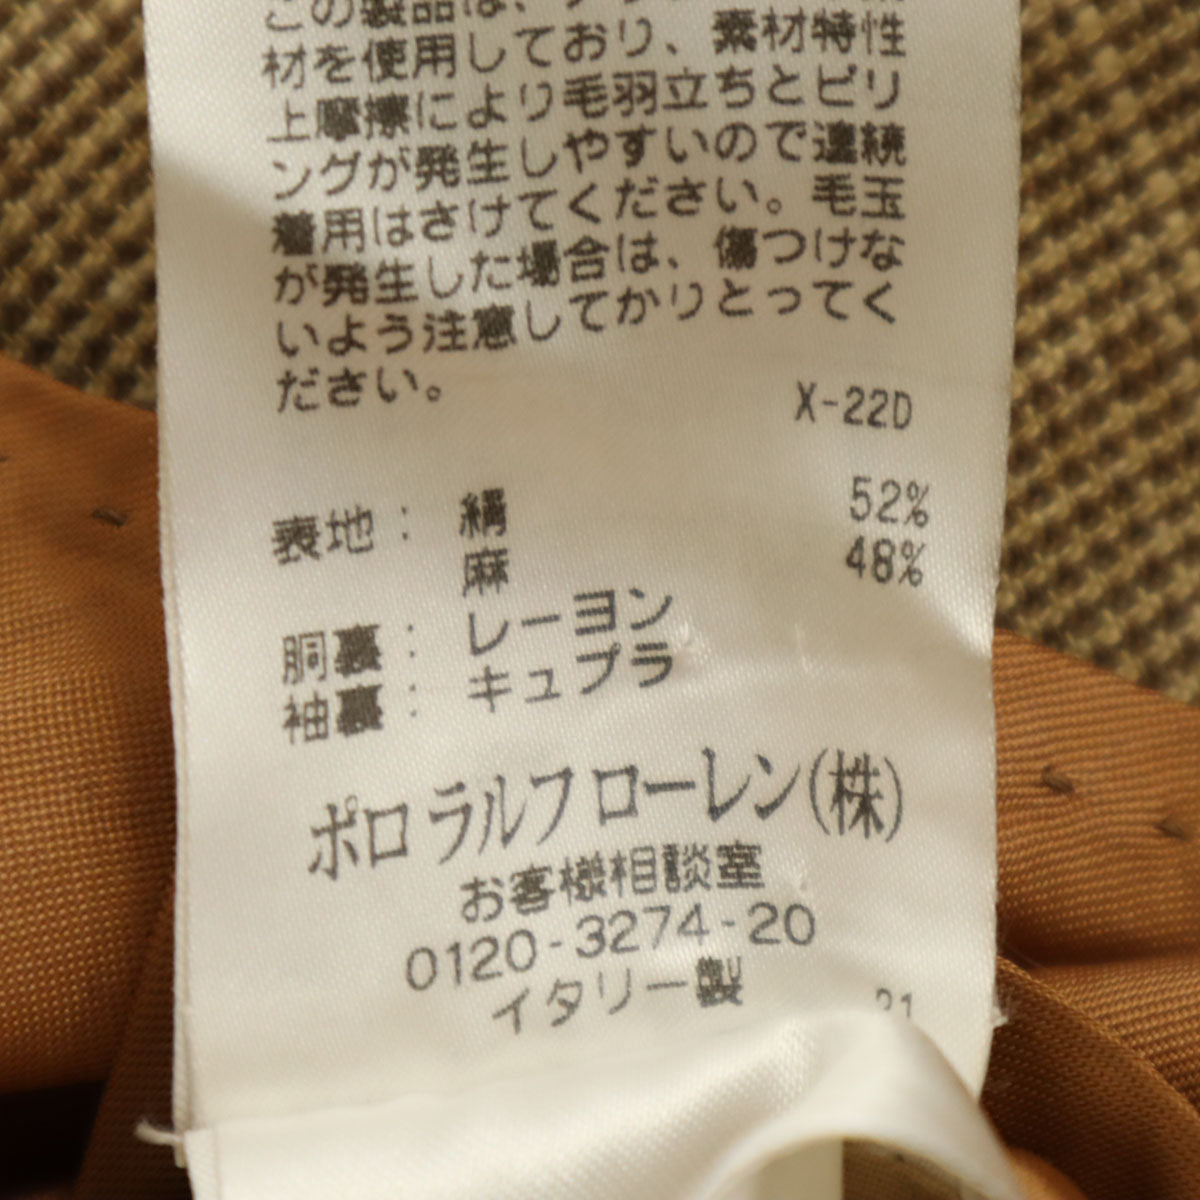 この製品は、
材を使用しており、素材特性
上摩擦により毛羽立ちとピリ
ングが発生しやすいので連続
着用はさけてください。毛玉
が発生した場合は、傷つけな
いよう注意してかりとってく
ださい。
X-22D
表地: 絹 52%
麻 48%
胴裏: レーヨン
袖裏: キュプラ
ポロ ラルフ ローレン(株)
お客様相談室
0120-3274-20
イタリー製
21